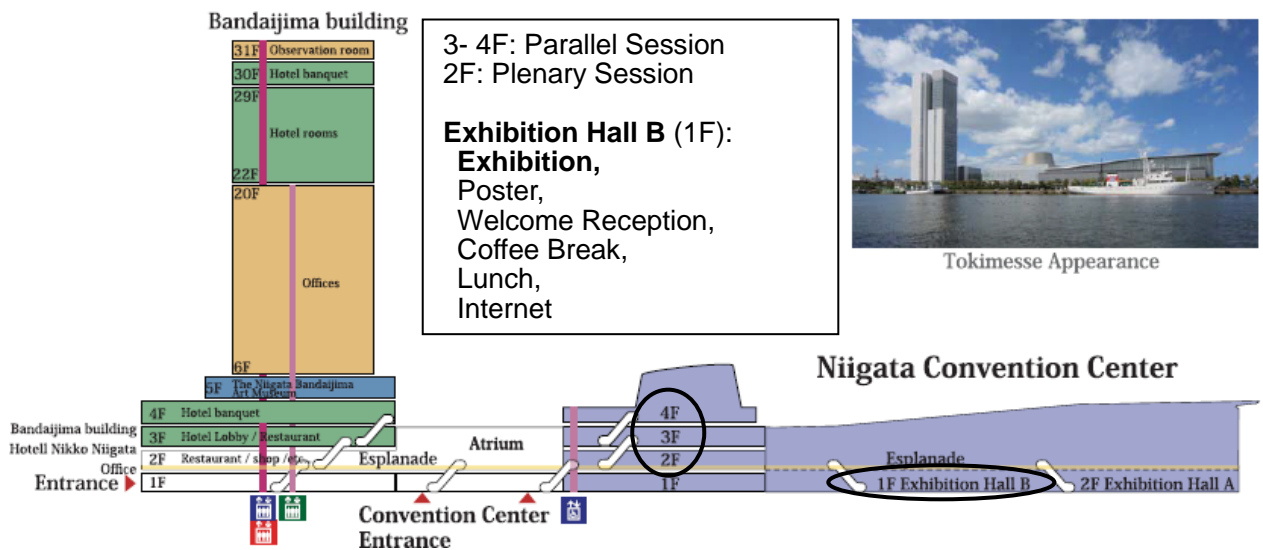 Bandaijima building
31F Observation room
30F Hotel banquet
29F
Hotel rooms
22F
20F
Offices
6F
5F The Niigata Bandaijima
Art Museum
4F Hotel banquet
3F Hotel Lobby / Restaurant
2F Restaurant / shop /etc
1F
Bandaijima building
Hotell Nikko Niigata
Office
Entrance
3- 4F: Parallel Session
2F: Plenary Session
Exhibition Hall B (1F):
Exhibition,
Poster,
Welcome Reception,
Coffee Break,
Lunch,
Internet
Tokimesse Appearance
Niigata Convention Center
Atrium
Esplanade
4F
3F
2F
1F
Esplanade
1F Exhibition Hall B
2F Exhibition Hall A
Convention Center
Entrance